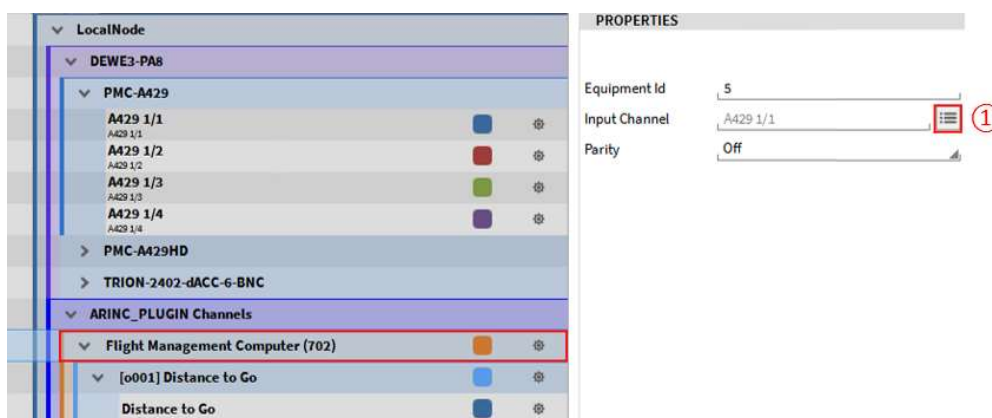 LocalNode
DEWE3-PA8
PMC-A429
A429 1/1
A429 1/1
A429 1/2
A429 1/2
A429 1/3
A429 1/3
A429 1/4
A429 1/4
PMC-A429HD
TRION-2402-dACC-6-BNC
ARINC_PLUGIN Channels
Flight Management Computer (702)
[o001] Distance to Go
Distance to Go
PROPERTIES
Equipment Id 5
Input Channel A429 1/1
①
Parity Off